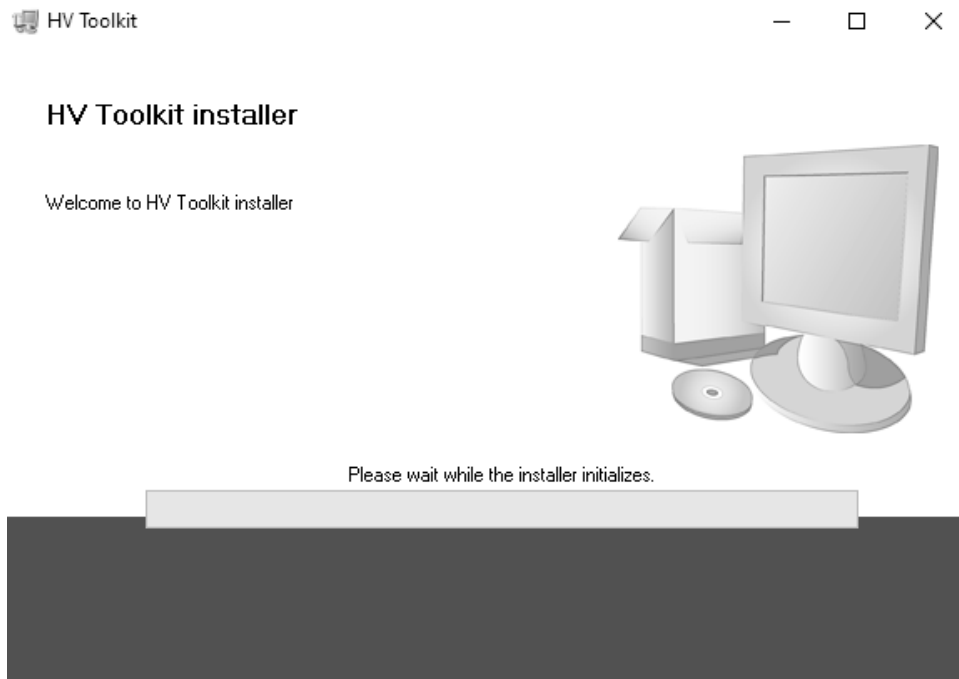 HV Toolkit
HV Toolkit installer
Welcome to HV Toolkit installer
Please wait while the installer initializes.